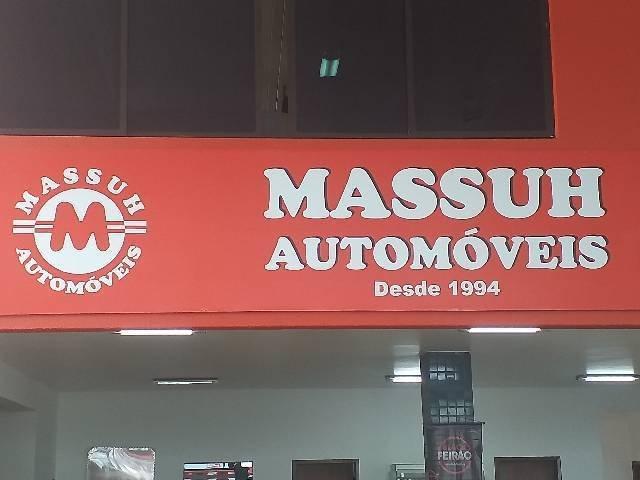 MASSUH
M
AUTOMÓVEIS
MASSUH
AUTOMÓVEIS
Desde 1994
FEIRÃO